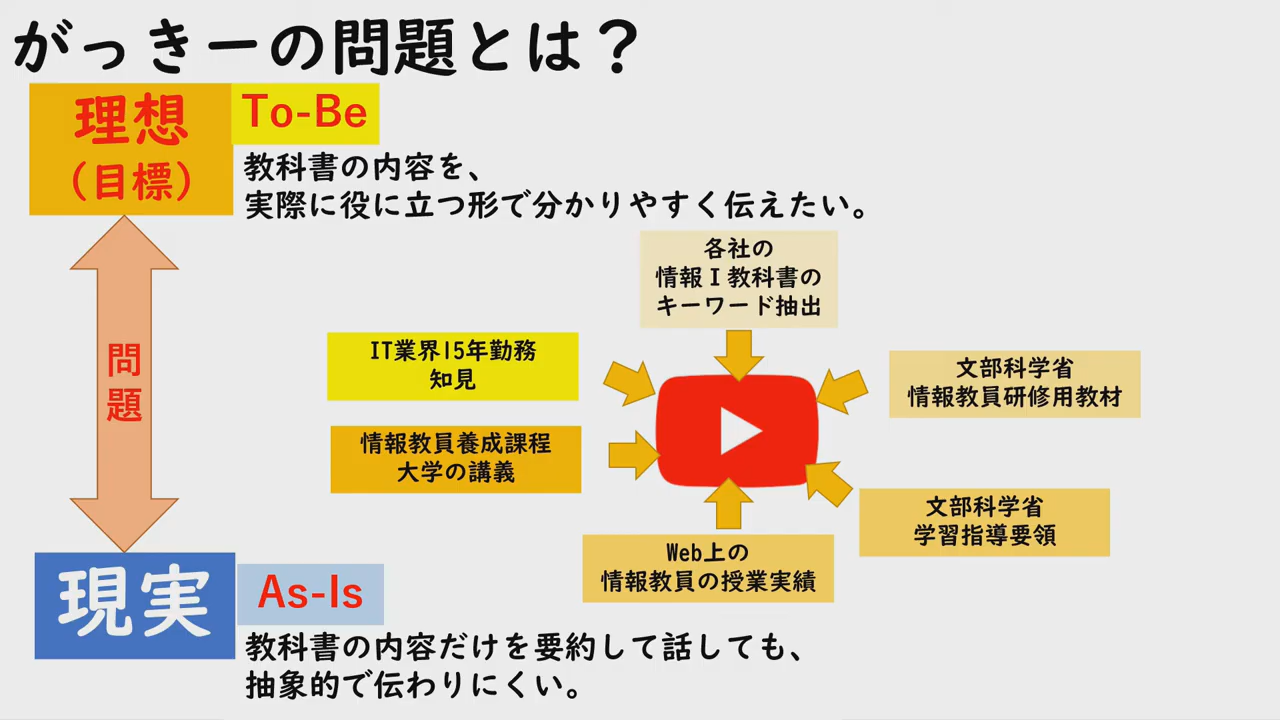 がっきーの問題とは？
理想
（目標）
To-Be
教科書の内容を、
実際に役に立つ形で分かりやすく伝えたい。
各社の
情報Ⅰ教科書の
キーワード抽出
IT業界15年勤務
知見
文部科学省
情報教員研修用教材
問
題
情報教員養成課程
大学の講義
文部科学省
学習指導要領
Web上の
情報教員の授業実績
現実
As-Is
教科書の内容だけを要約して話しても、
抽象的で伝わりにくい。